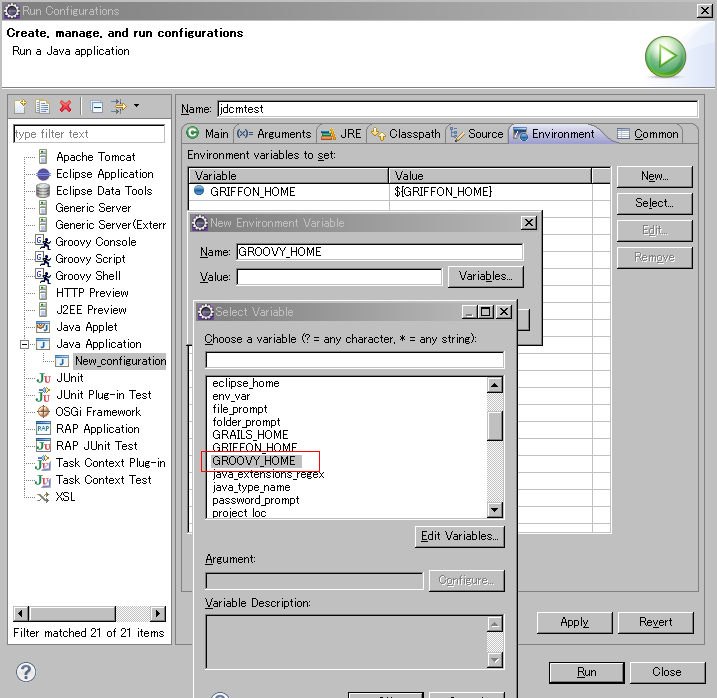 Run Configurations
Create, manage, and run configurations
Run a Java application
Name: jdcmtest
type filter text
Main (x)= Arguments JRE Classpath Source Environment Common
Environment variables to set:
Variable Value
GRIFFON_HOME ${GRIFFON_HOME}
New...
Select...
Edit...
Remove
Apache Tomcat
Eclipse Application
Eclipse Data Tools
Generic Server
Generic Server(Extern
Groovy Console
Groovy Script
Groovy Shell
HTTP Preview
J2EE Preview
Java Applet
Java Application
New_configuration
JUnit
JUnit Plug-in Test
OSGi Framework
RAP Application
RAP JUnit Test
Task Context Plug-in
Task Context Test
XSL
Filter matched 21 of 21 items
New Environment Variable
Name: GROOVY_HOME
Value: Variables...
Select Variable
Choose a variable (? = any character, * = any string):
eclipse_home
env_var
file_prompt
folder_prompt
GRAILS_HOME
GRIFFON_HOME
GROOVY_HOME
java_extensions_regex
java_type_name
password_prompt
project_loc
Edit Variables...
Argument:
Configure...
Variable Description:
Apply Revert
Run Close